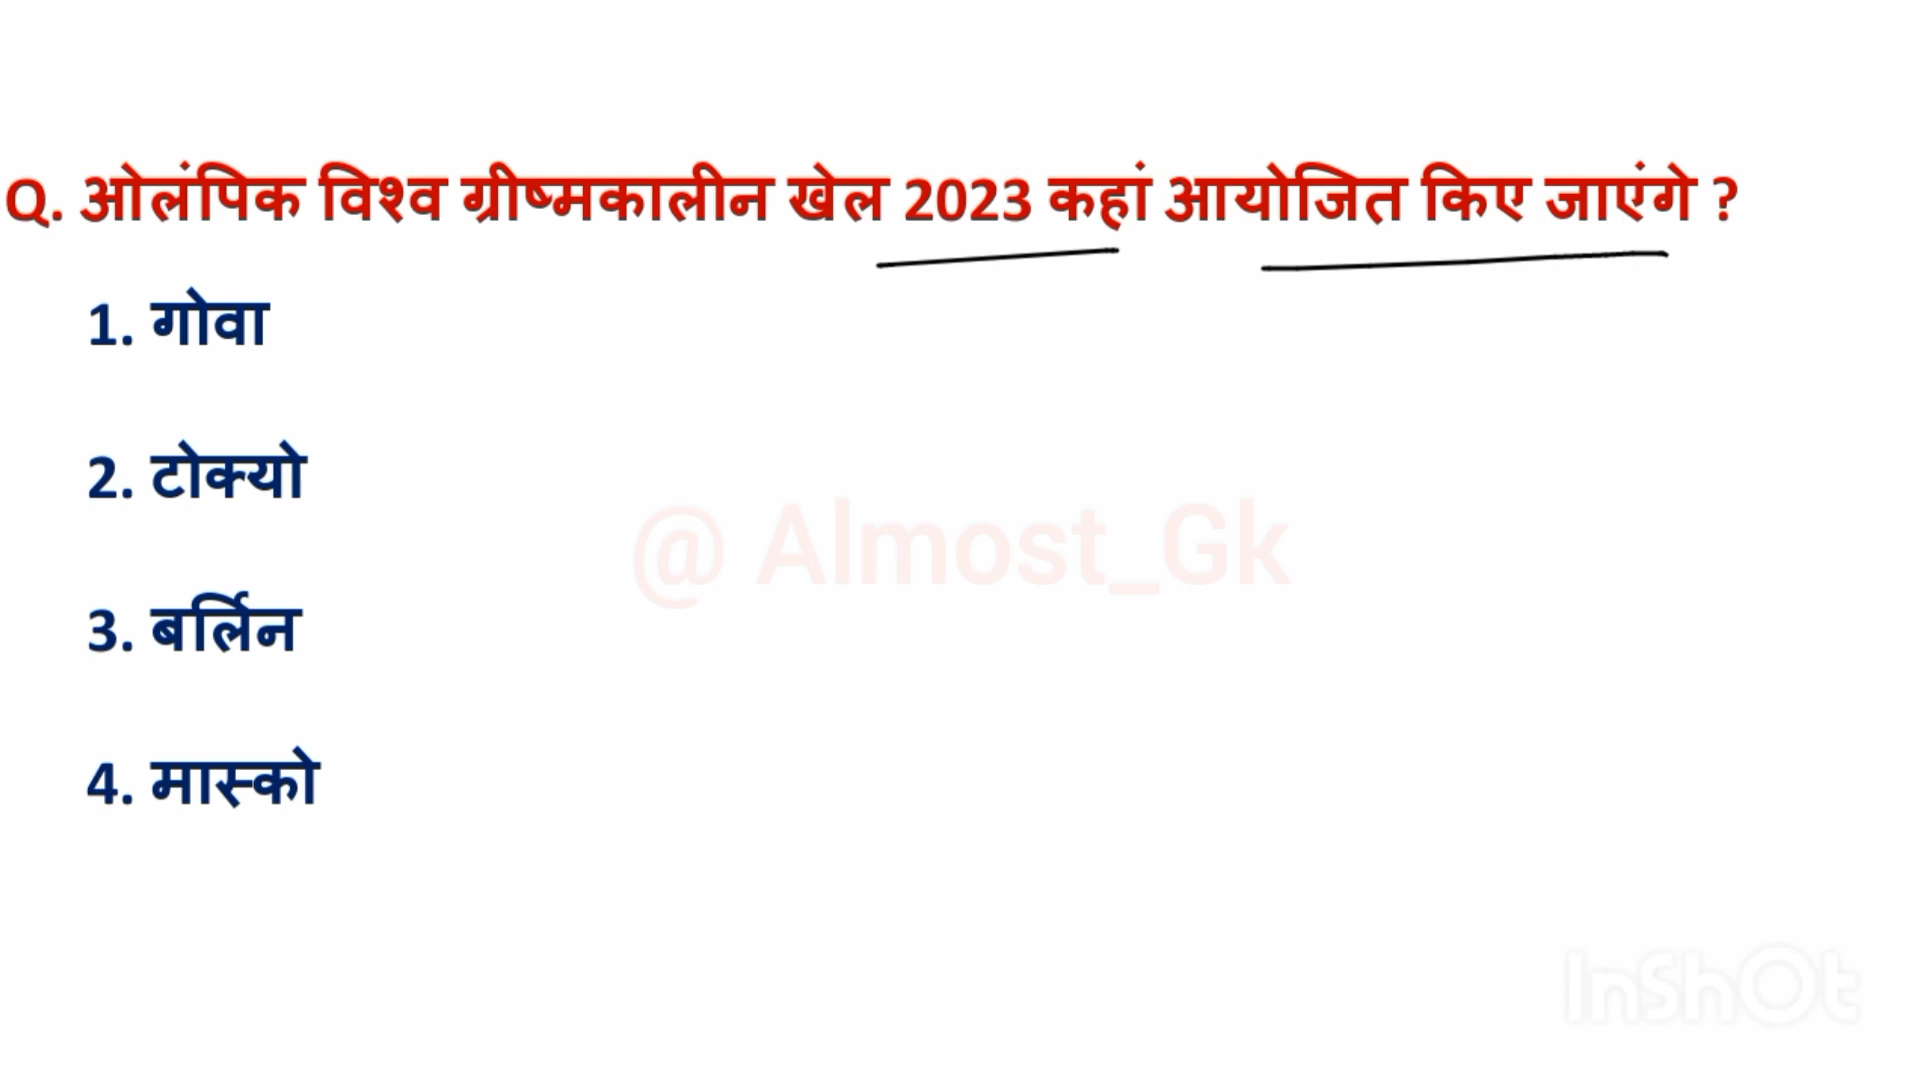 Q. ओलंपिक विश्व ग्रीष्मकालीन खेल 2023 कहां आयोजित किए जाएंगे ?
1. गोवा
2. टोक्यो
@ Almost_Gk
3. बर्लिन
4. मास्को
InShOt